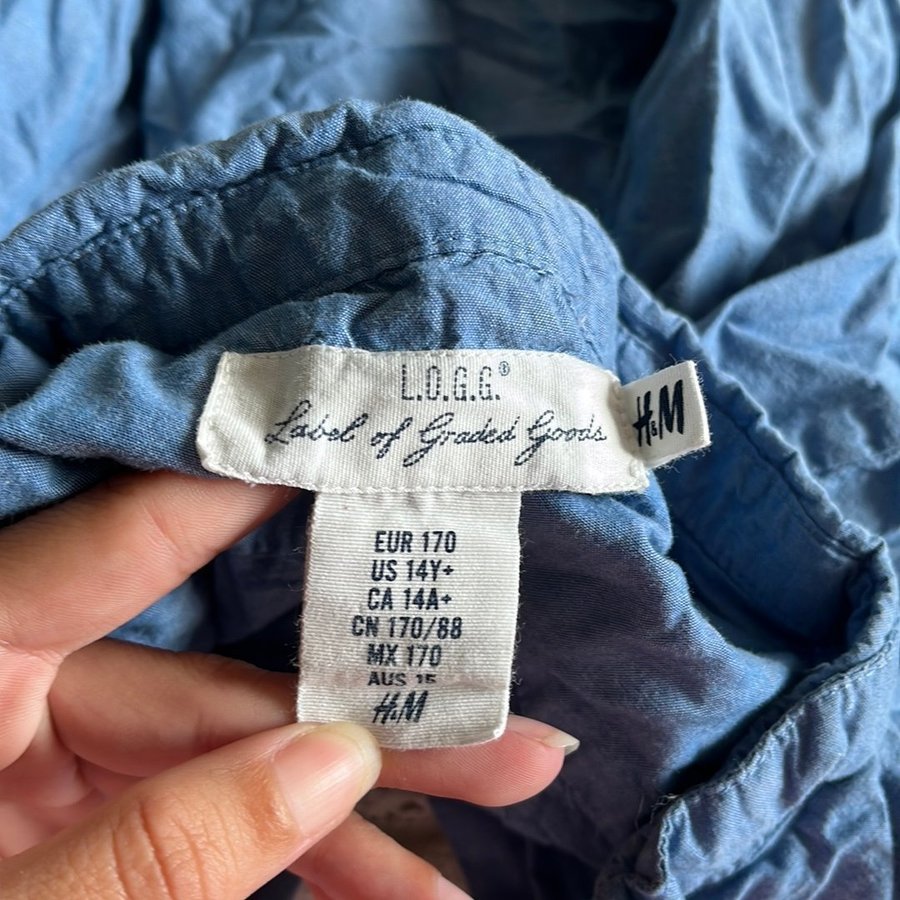 L.O.G.G.®
Label of Graded Goods
H&M
EUR 170
US 14Y+
CA 14A+
CN 170/88
MX 170
AUS 15
H&M